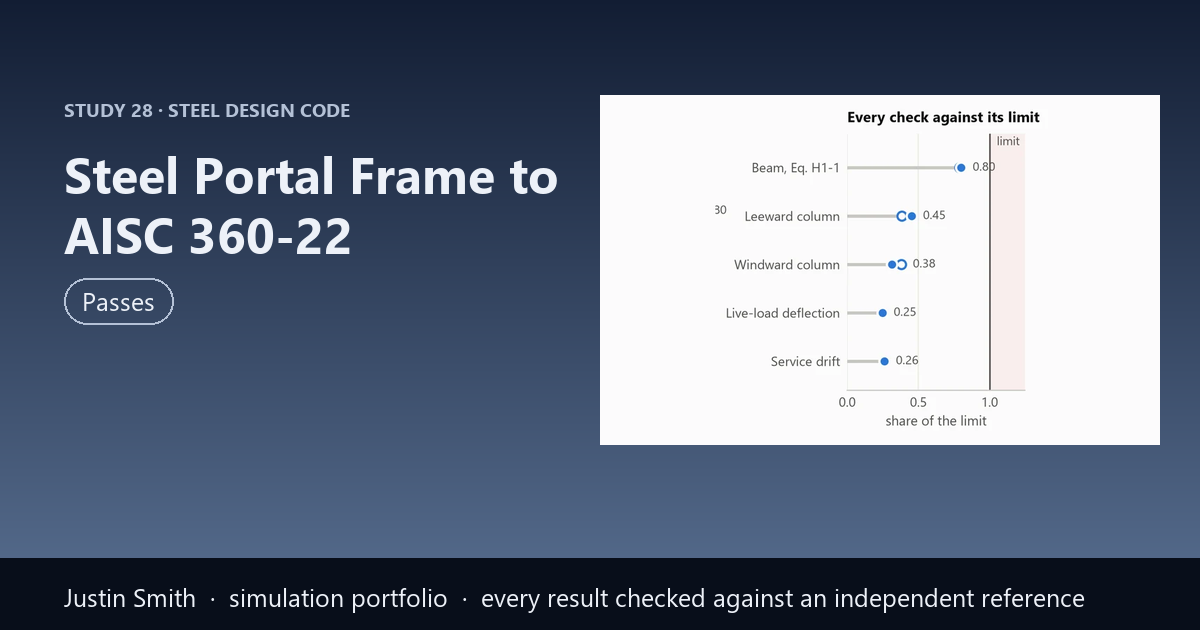 STUDY 28 · STEEL DESIGN CODE
Steel Portal Frame to
AISC 360-22
Passes
Every check against its limit
limit
Beam, Eq. H1-1
0.80
30
Leeward column
0.45
Windward column
0.38
Live-load deflection
0.25
Service drift
0.26
0.0
0.5
1.0
share of the limit
Justin Smith · simulation portfolio · every result checked against an independent reference